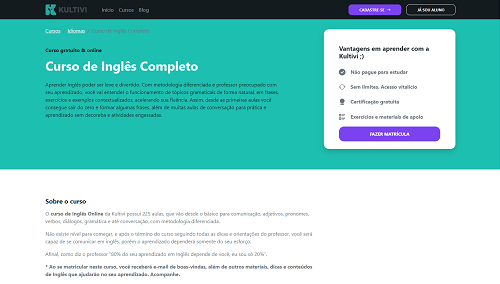 KULTIVI
Início Cursos Blog
CADASTRE-SE →
JÁ SOU ALUNO
Cursos / Idiomas / Curso de Inglês Completo
Curso gratuito & online
Curso de Inglês Completo
Aprender inglês pode ser leve e divertido. Com metodologia diferenciada e professor preocupado com
seu aprendizado, você vai entender o funcionamento de tópicos gramaticais de forma natural, em frases,
exercícios e exemplos contextualizados, acelerando sua fluência. Assim, desde as primeiras aulas você
consegue sair do zero e formar algumas frases, além de muitas aulas de conversação para prática e
aprendizado sem decoreba e atividades engessadas.
Vantagens em aprender com a
Kultivi ;)
Não pague para estudar
Sem limites. Acesso vitalício
Certificação gratuita
Exercícios e materiais de apoio
FAZER MATRÍCULA
Sobre o curso
O curso de Inglês Online da Kultivi possui 225 aulas, que vão desde o básico para comunicação, adjetivos, pronomes,
verbos, diálogos, gramática e até conversação, com metodologia diferenciada.
Não existe nível para começar, e após o término do curso seguindo todas as dicas e orientações do professor, você será
capaz de se comunicar em inglês, porém o aprendizado dependerá somente do seu esforço.
Afinal, como diz o professor "80% do seu aprendizado em inglês depende de você, eu sou só 20%".
* Ao se matricular neste curso, você receberá e-mail de boas-vindas, além de outros materiais, dicas e conteúdos
de Inglês que ajudarão no seu aprendizado. Acompanhe.